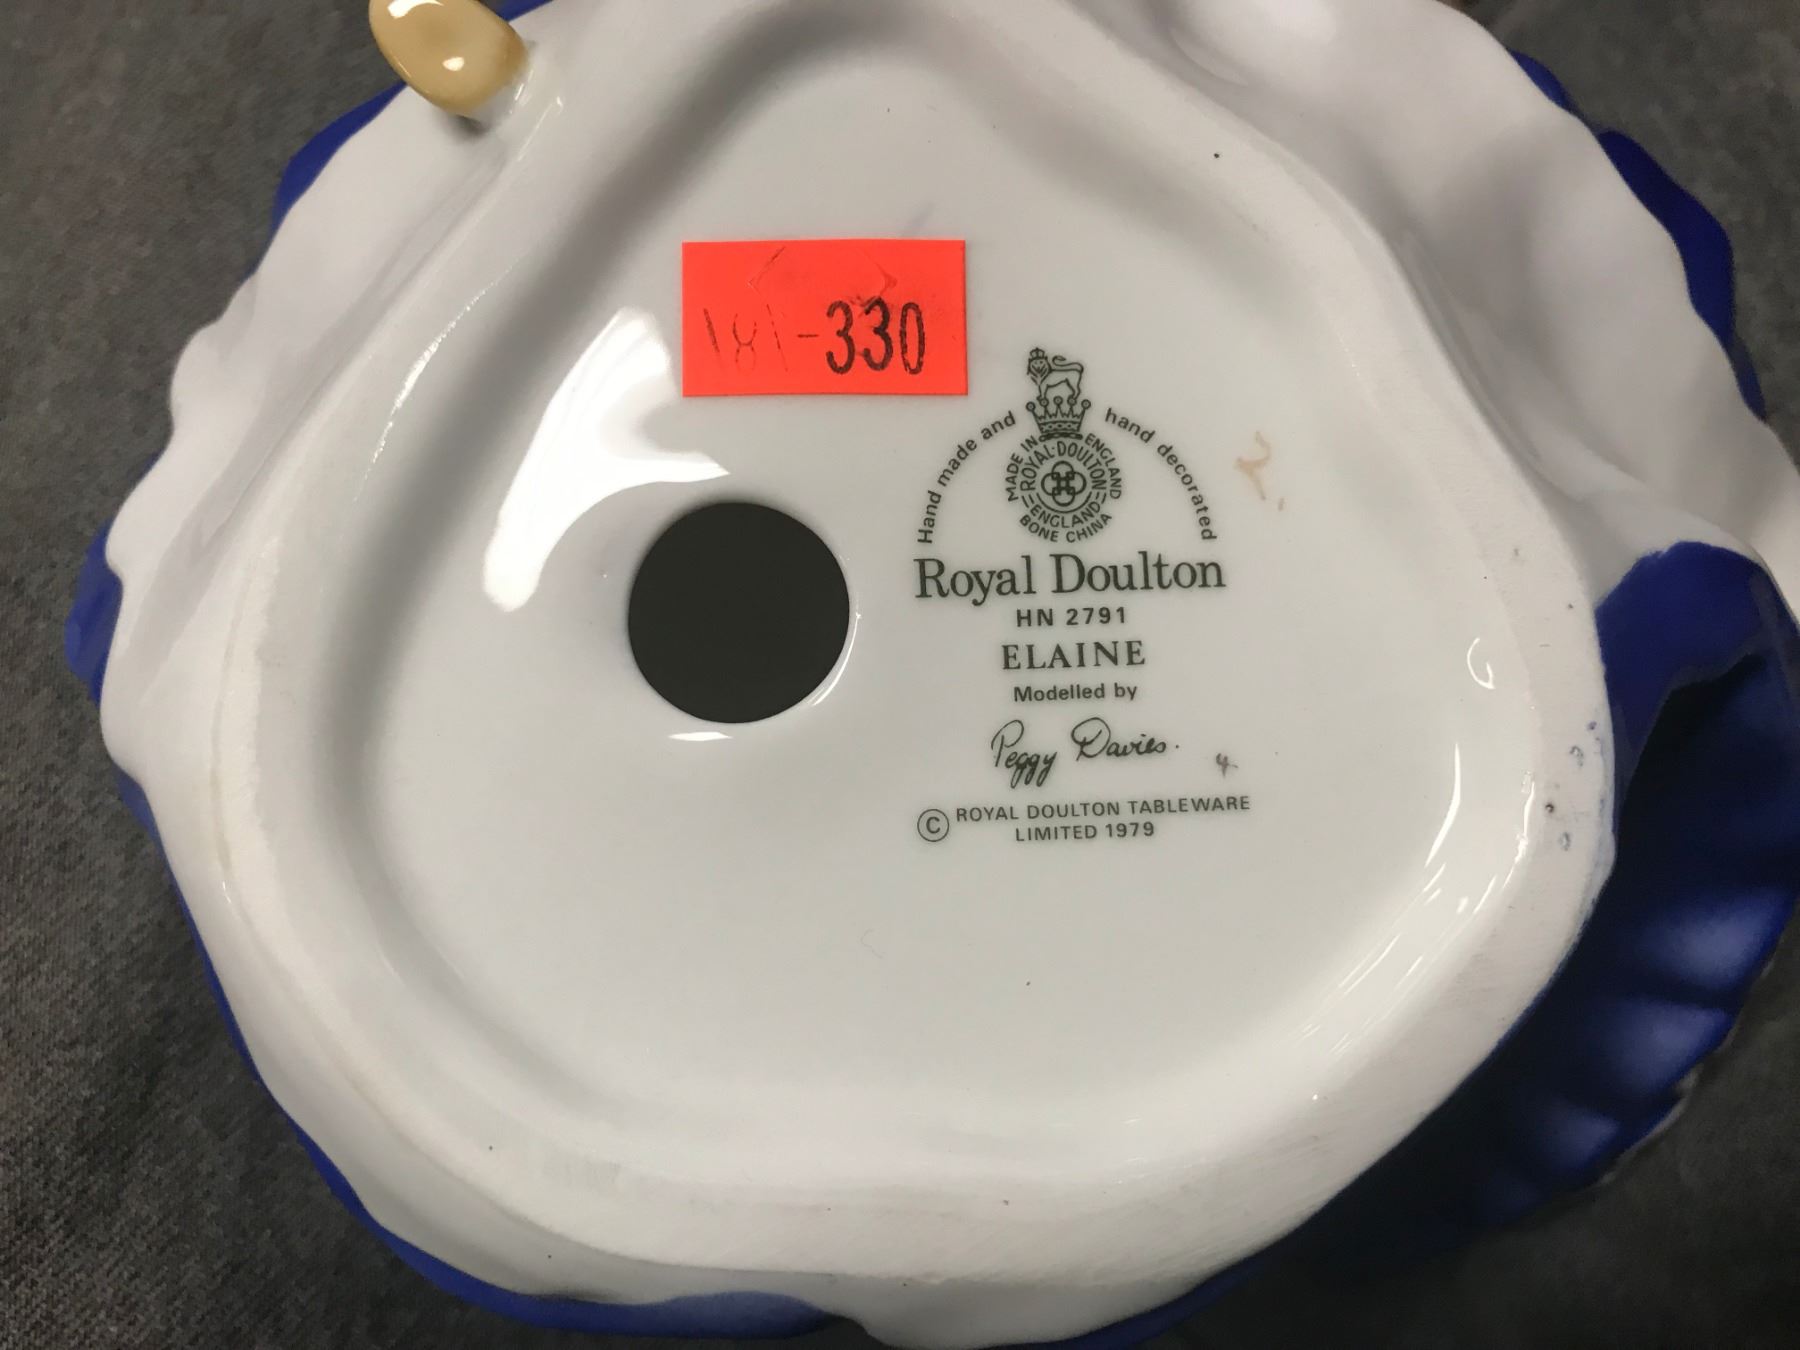 181-330
Hand made and hand decorated
MADE IN ENGLAND
ROYAL·DOULTON
ENGLAND
BONE CHINA
Royal Doulton
HN 2791
ELAINE
Modelled by
Peggy Davies.
4
© ROYAL DOULTON TABLEWARE
LIMITED 1979